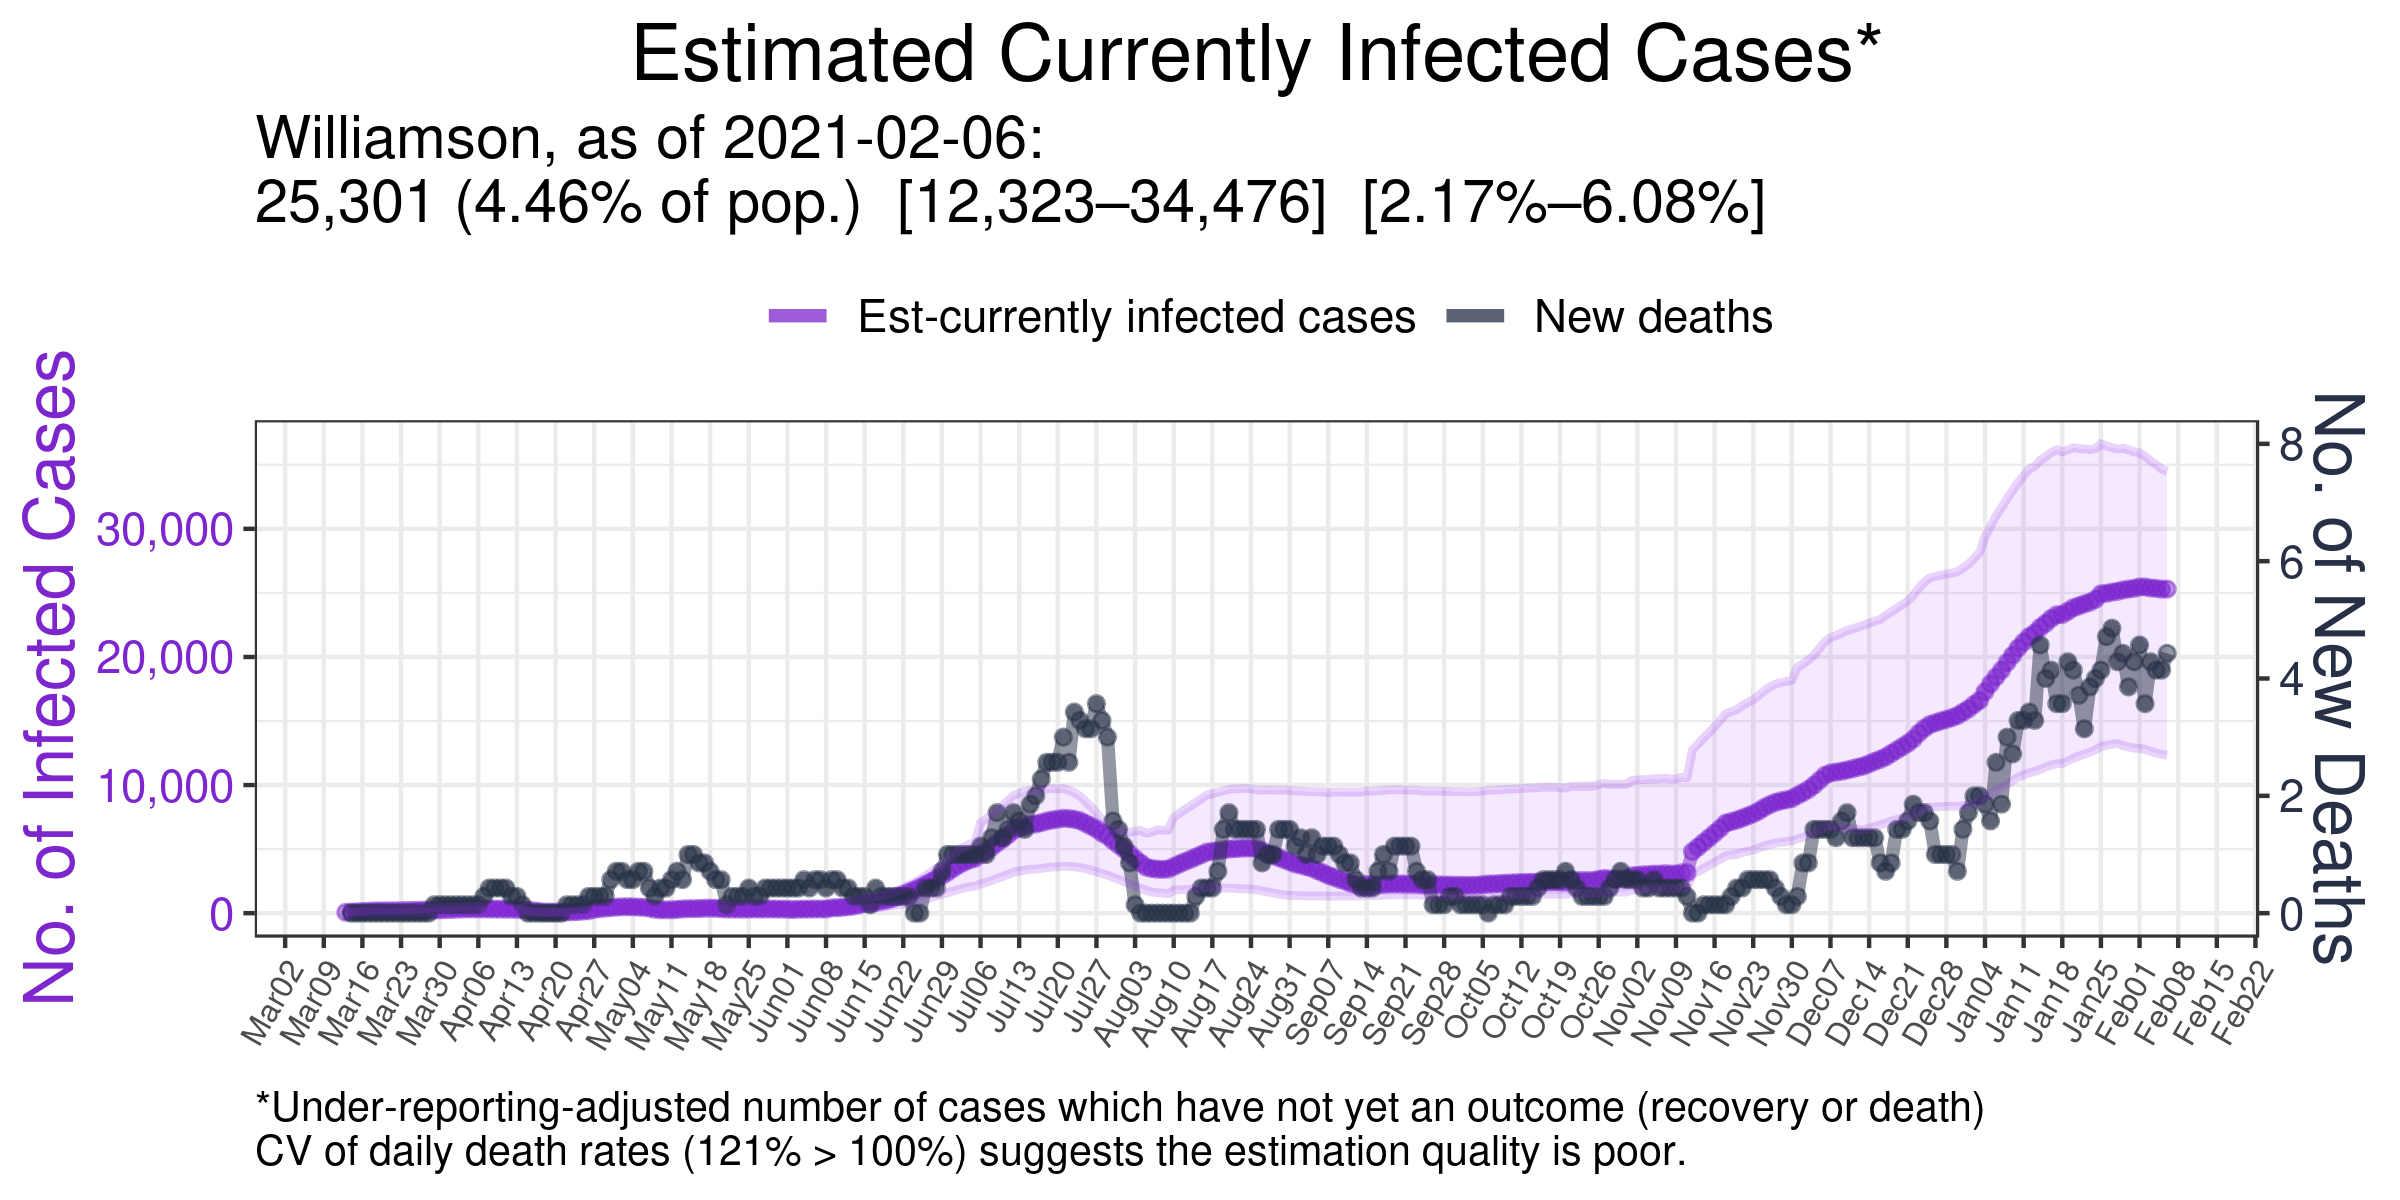 Estimated Currently Infected Cases*
Williamson, as of 2021-02-06:
25,301 (4.46% of pop.)  [12,323–34,476]  [2.17%–6.08%]
Est-currently infected cases
New deaths
No. of Infected Cases
30,000
20,000
10,000
0
8
6
4
2
0
No. of New Deaths
Mar02
Mar09
Mar16
Mar23
Mar30
Apr06
Apr13
Apr20
Apr27
May04
May11
May18
May25
Jun01
Jun08
Jun15
Jun22
Jun29
Jul06
Jul13
Jul20
Jul27
Aug03
Aug10
Aug17
Aug24
Aug31
Sep07
Sep14
Sep21
Sep28
Oct05
Oct12
Oct19
Oct26
Nov02
Nov09
Nov16
Nov23
Nov30
Dec07
Dec14
Dec21
Dec28
Jan04
Jan11
Jan18
Jan25
Feb01
Feb08
Feb15
Feb22
*Under-reporting-adjusted number of cases which have not yet an outcome (recovery or death)
CV of daily death rates (121% > 100%) suggests the estimation quality is poor.